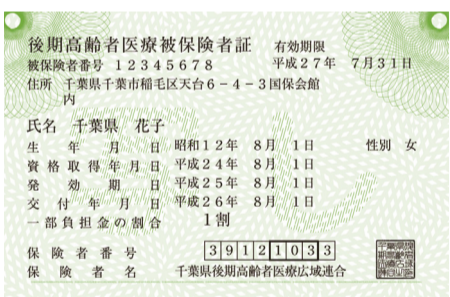 後期高齢者医療被保険者証 有効期限
被保険者番号 12345678 平成27年 7月31日
住所 千葉県千葉市稲毛区天台6-4-3国保会館
内
氏名 千葉県 花子
生年月日 昭和12年 8月 1日 性別 女
資格取得年月日 平成24年 8月 1日
発効期日 平成25年 8月 1日
交付年月日 平成26年 8月 1日
一部負担金の割合 1割
保険者番号 39121033
保険者名 千葉県後期高齢者医療広域連合